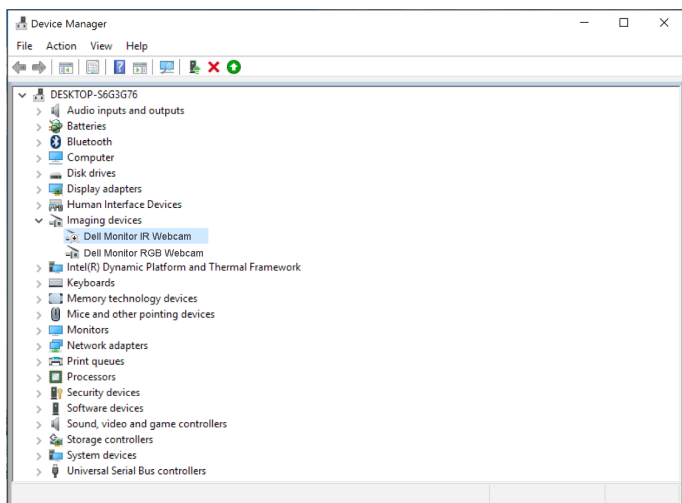 Device Manager
File Action View Help
DESKTOP-S6G3G76
Audio inputs and outputs
Batteries
Bluetooth
Computer
Disk drives
Display adapters
Human Interface Devices
Imaging devices
Dell Monitor IR Webcam
Dell Monitor RGB Webcam
Intel(R) Dynamic Platform and Thermal Framework
Keyboards
Memory technology devices
Mice and other pointing devices
Monitors
Network adapters
Print queues
Processors
Security devices
Software devices
Sound, video and game controllers
Storage controllers
System devices
Universal Serial Bus controllers